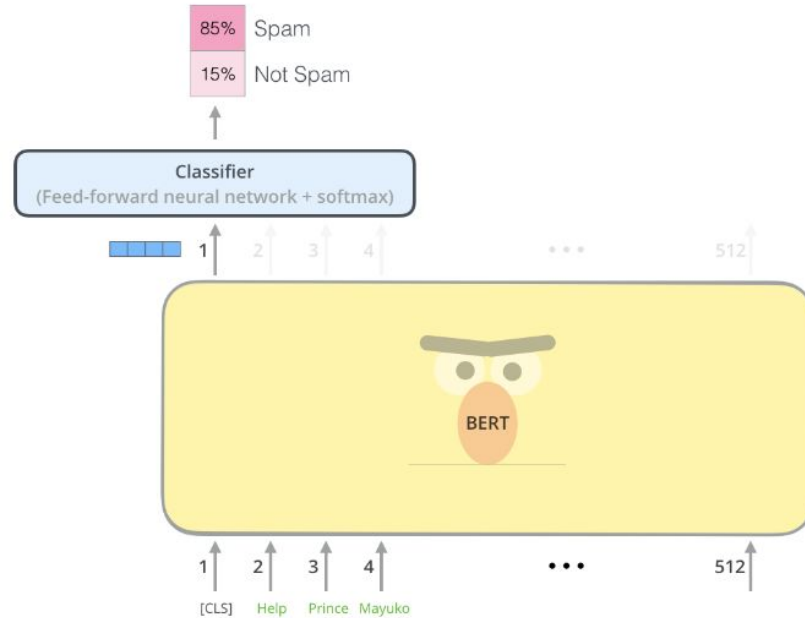 85% Spam
15% Not Spam
Classifier
(Feed-forward neural network + softmax)
1 2 3 4 ••• 512
BERT
1 2 3 4 ••• 512
[CLS] Help Prince Mayuko